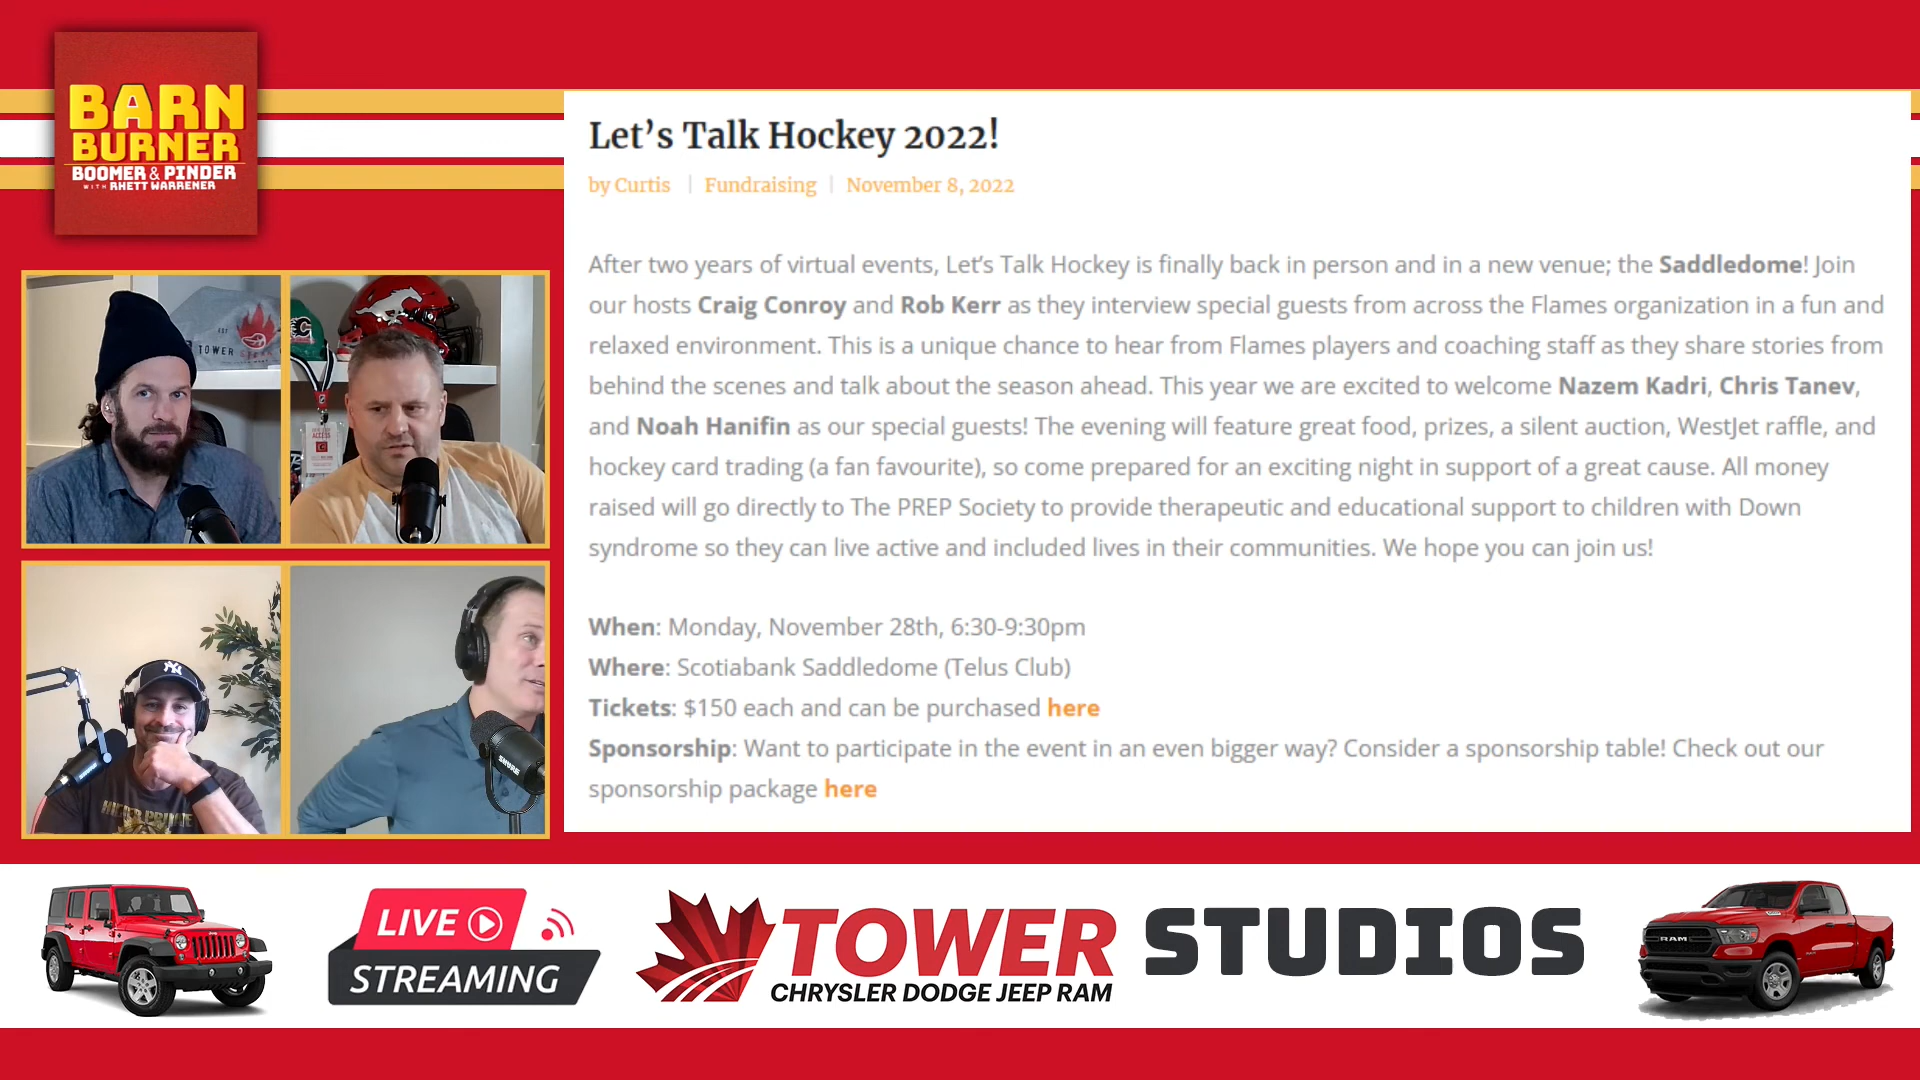 BARN
BURNER
BOOMER & PINDER
WITH RHETT WARRENER
Let's Talk Hockey 2022!
by Curtis | Fundraising | November 8, 2022
After two years of virtual events, Let's Talk Hockey is finally back in person and in a new venue; the Saddledome! Join
our hosts Craig Conroy and Rob Kerr as they interview special guests from across the Flames organization in a fun and
relaxed environment. This is a unique chance to hear from Flames players and coaching staff as they share stories from
behind the scenes and talk about the season ahead. This year we are excited to welcome Nazem Kadri, Chris Tanev,
and Noah Hanifin as our special guests! The evening will feature great food, prizes, a silent auction, WestJet raffle, and
hockey card trading (a fan favourite), so come prepared for an exciting night in support of a great cause. All money
raised will go directly to The PREP Society to provide therapeutic and educational support to children with Down
syndrome so they can live active and included lives in their communities. We hope you can join us!
When: Monday, November 28th, 6:30-9:30pm
Where: Scotiabank Saddledome (Telus Club)
Tickets: $150 each and can be purchased here
Sponsorship: Want to participate in the event in an even bigger way? Consider a sponsorship table! Check out our
sponsorship package here
TOWER
ACCESS
SHURE
LIVE
STREAMING
TOWER
CHRYSLER DODGE JEEP RAM
STUDIOS
RAM